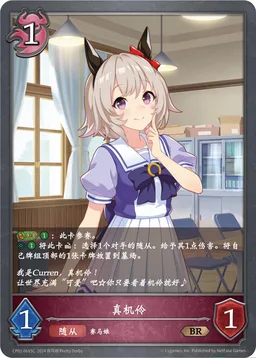 1
：此卡参赛。
1 将此卡：选择1个对手的随从。给予其1点伤害。将自
己牌组顶部的1张卡牌放置到墓场。
我是Curren，真机伶！
让世界充满“可爱”吧♡好只要看着机伶就好♪
真机伶
1
随从
赛马娘
BR
1